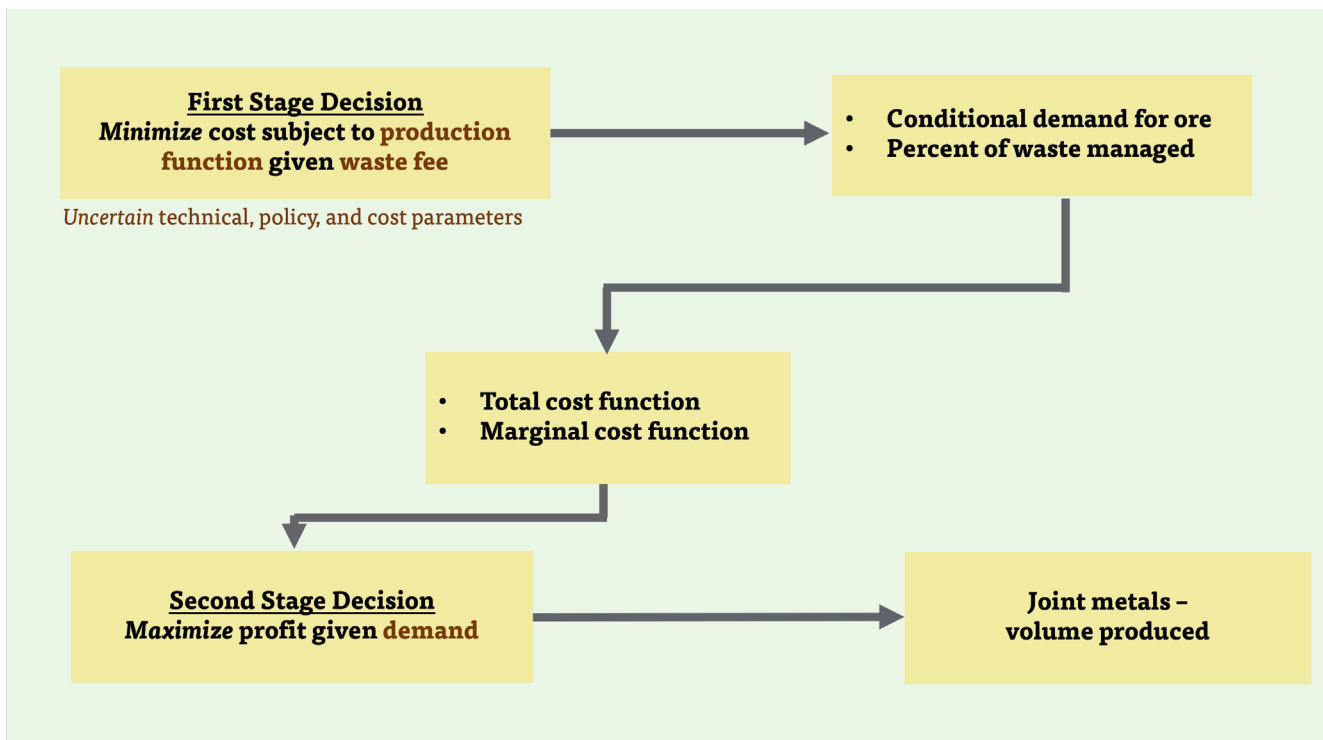 First Stage Decision
Minimize cost subject to production
function given waste fee
Uncertain technical, policy, and cost parameters
• Conditional demand for ore
• Percent of waste managed
• Total cost function
• Marginal cost function
Second Stage Decision
Maximize profit given demand
Joint metals –
volume produced